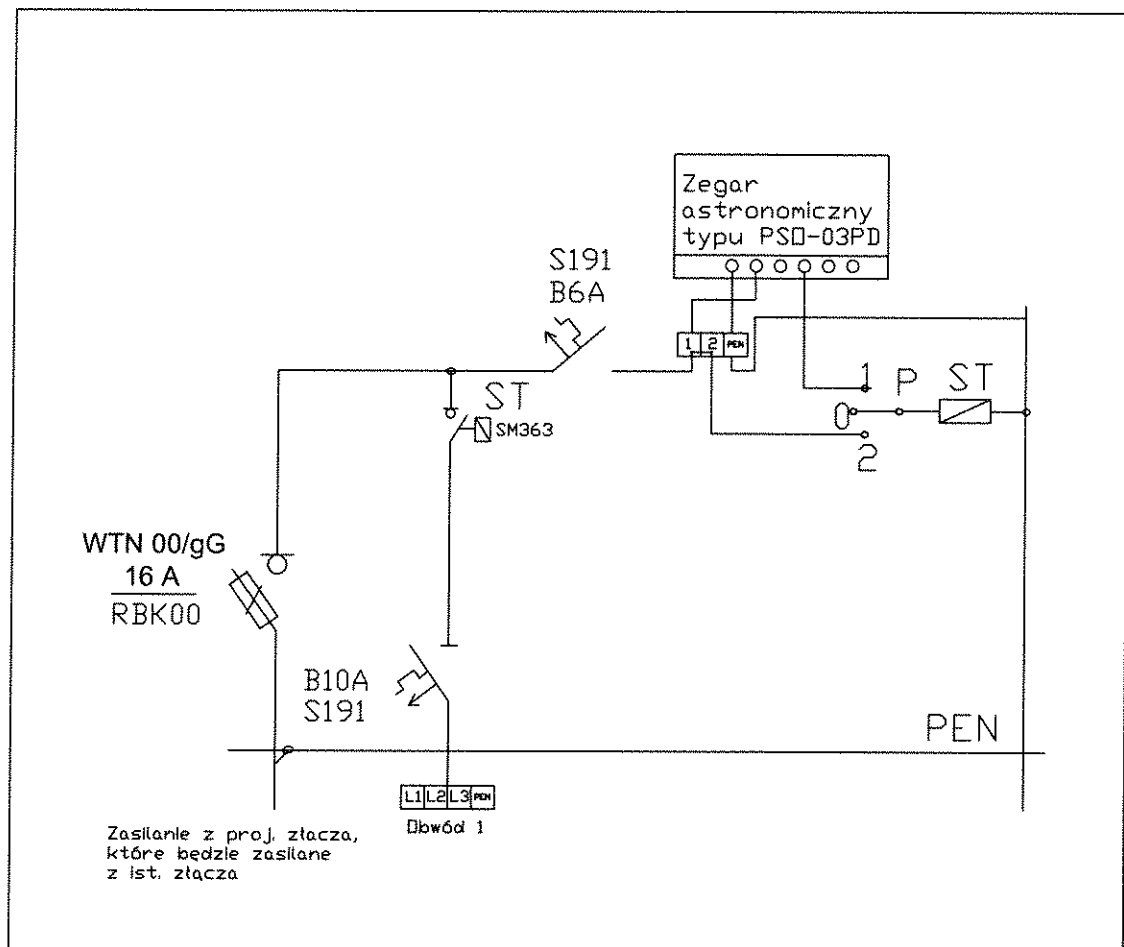 Zegar
astronomiczny
typu PSO-03PD
S191
B6A
1 2 PEN
1
P
ST
0
2
ST
SM363
WTN 00/gG
16 A
RBK00
B10A
S191
PEN
L1 L2 L3 PEN
Obwód 1
Zasilanie z proj. złącza,
które będzie zasilane
z ist. złącza